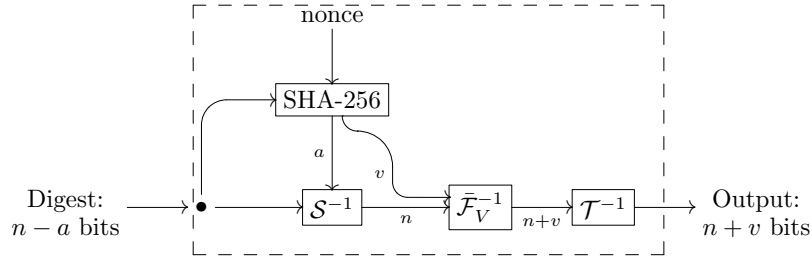 nonce
SHA-256
a
v
Digest:
n − a bits
𝒮⁻¹
n
ℱ̄_V⁻¹
n+v
𝒯⁻¹
Output:
n + v bits